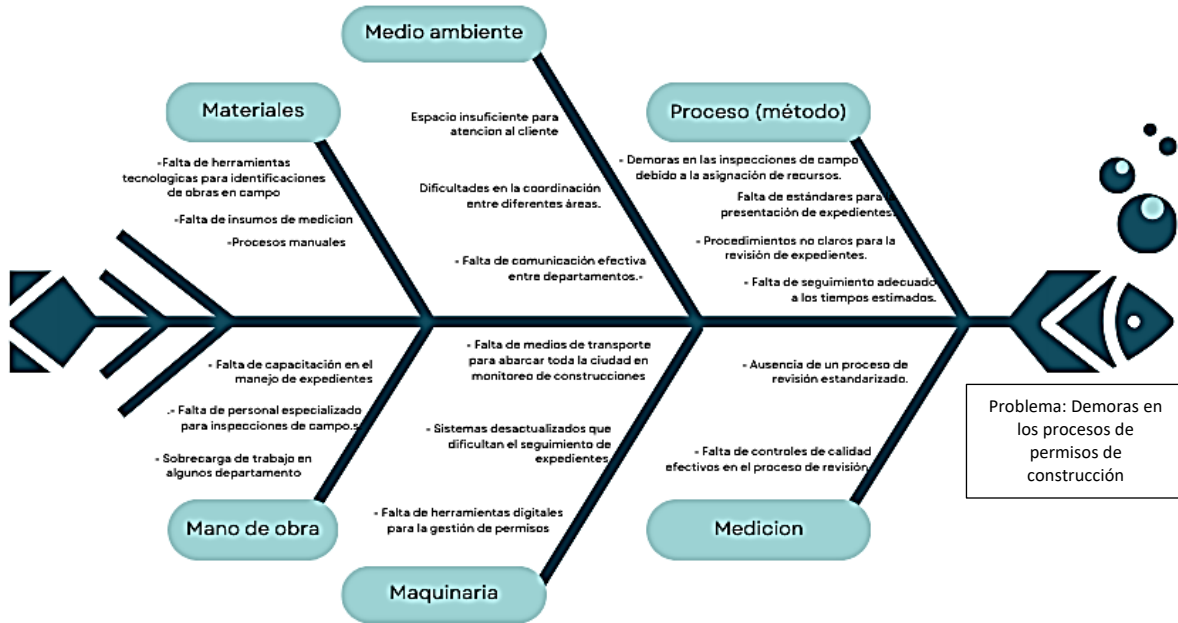 Medio ambiente
Materiales
Proceso (método)
Espacio insuficiente para
atencion al cliente
Dificultades en la coordinación
entre diferentes áreas.
- Falta de comunicación efectiva
entre departamentos.-
-Falta de herramientas
tecnologicas para identificaciones
de obras en campo
-Falta de insumos de medicion
-Procesos manuales
- Demoras en las inspecciones de campo
debido a la asignación de recursos.
Falta de estándares para la
presentación de expedientes.
- Procedimientos no claros para la
revisión de expedientes.
- Falta de seguimiento adecuado
a los tiempos estimados.
- Falta de capacitación en el
manejo de expedientes
.- Falta de personal especializado
para inspecciones de campo.s
- Sobrecarga de trabajo en
algunos departamento
- Falta de medios de transporte
para abarcar toda la ciudad en
monitoreo de construcciones
- Sistemas desactualizados que
dificultan el seguimiento de
expedientes.
- Falta de herramientas digitales
para la gestión de permisos
- Ausencia de un proceso de
revisión estandarizado.
- Falta de controles de calidad
efectivos en el proceso de revisión.
Problema: Demoras en
los procesos de
permisos de
construcción
Mano de obra
Maquinaria
Medicion